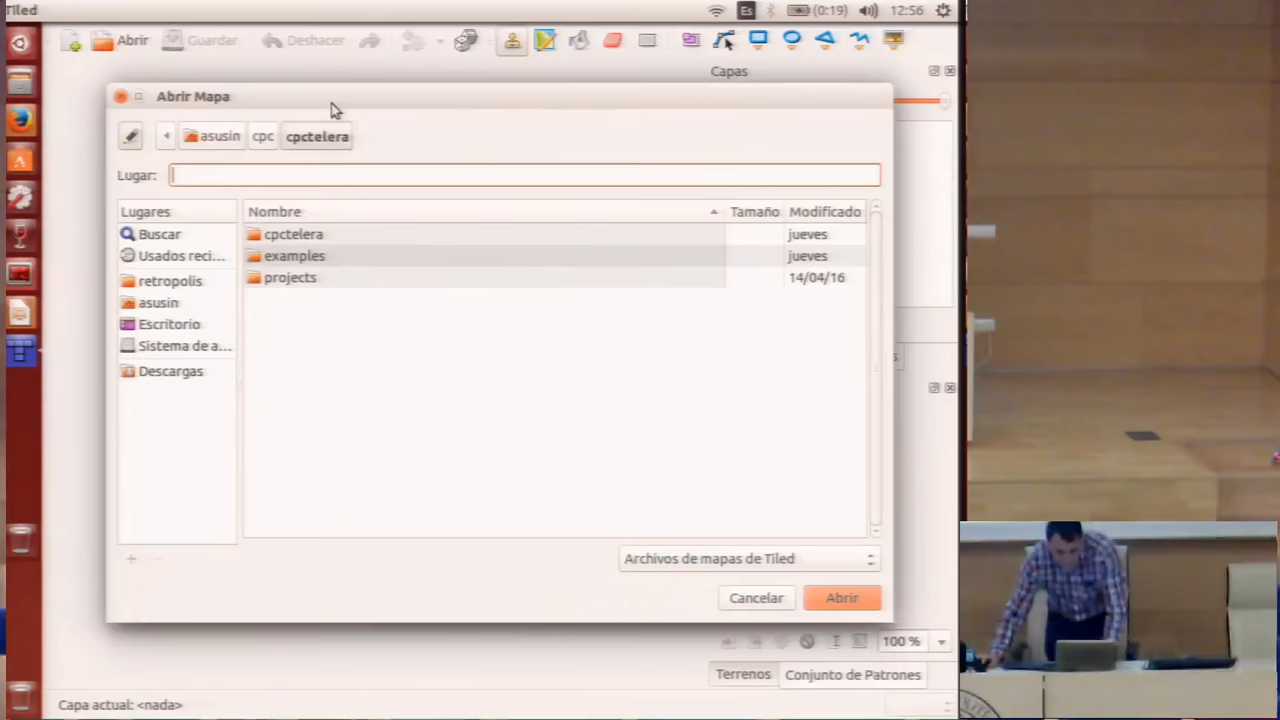 Tiled
Es
(0:19)
12:56
Abrir
Guardar
Deshacer
Capas
Abrir Mapa
asusin
cpc
cpctelera
Lugar:
Lugares
Nombre
Tamaño
Modificado
Buscar
cpctelera
jueves
Usados reci...
examples
jueves
retropolis
projects
14/04/16
asusin
Escritorio
Sistema de a...
Descargas
Archivos de mapas de Tiled
Cancelar
Abrir
100 %
Terrenos
Conjunto de Patrones
Capa actual: <nada>